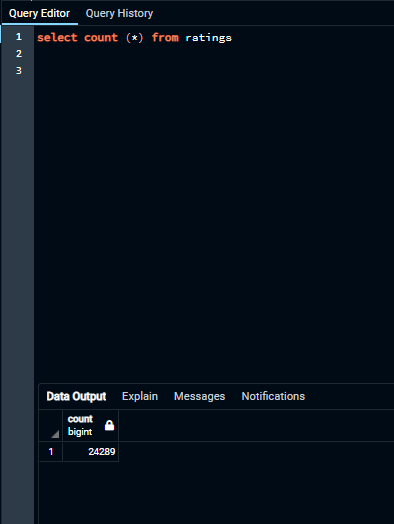 Query Editor Query History
1 select count (*) from ratings
2
3
Data Output Explain Messages Notifications
count
bigint
1 24289